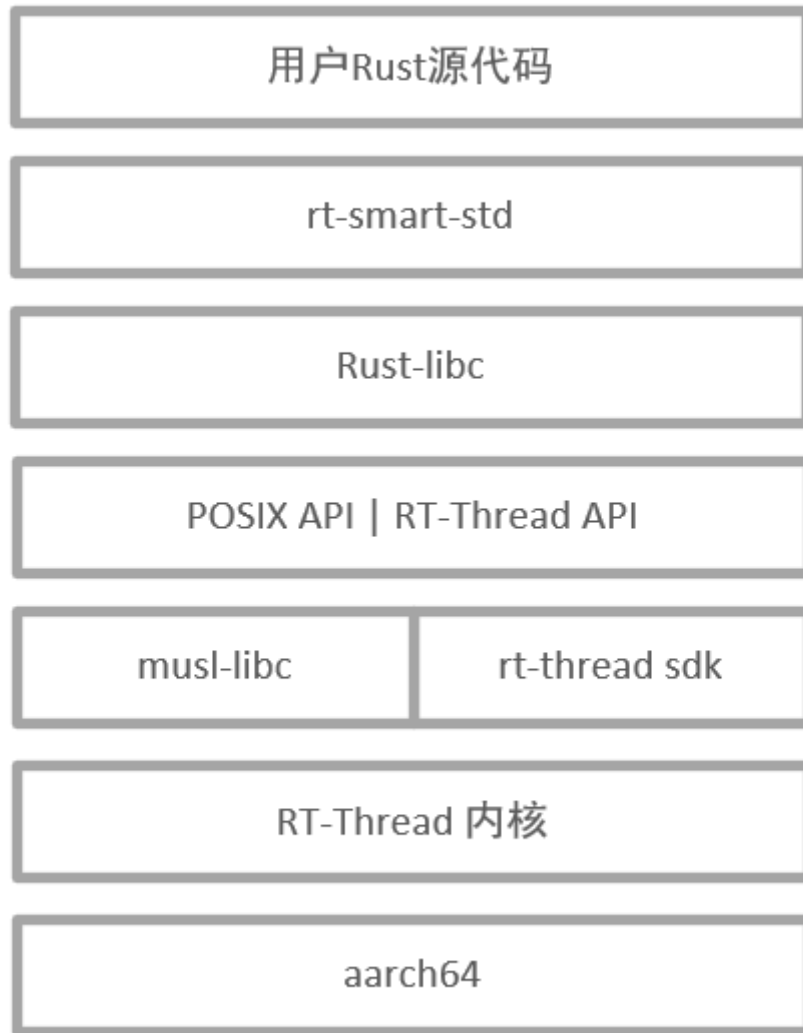 用户Rust源代码
rt-smart-std
Rust-libc
POSIX API | RT-Thread API
musl-libc
rt-thread sdk
RT-Thread 内核
aarch64